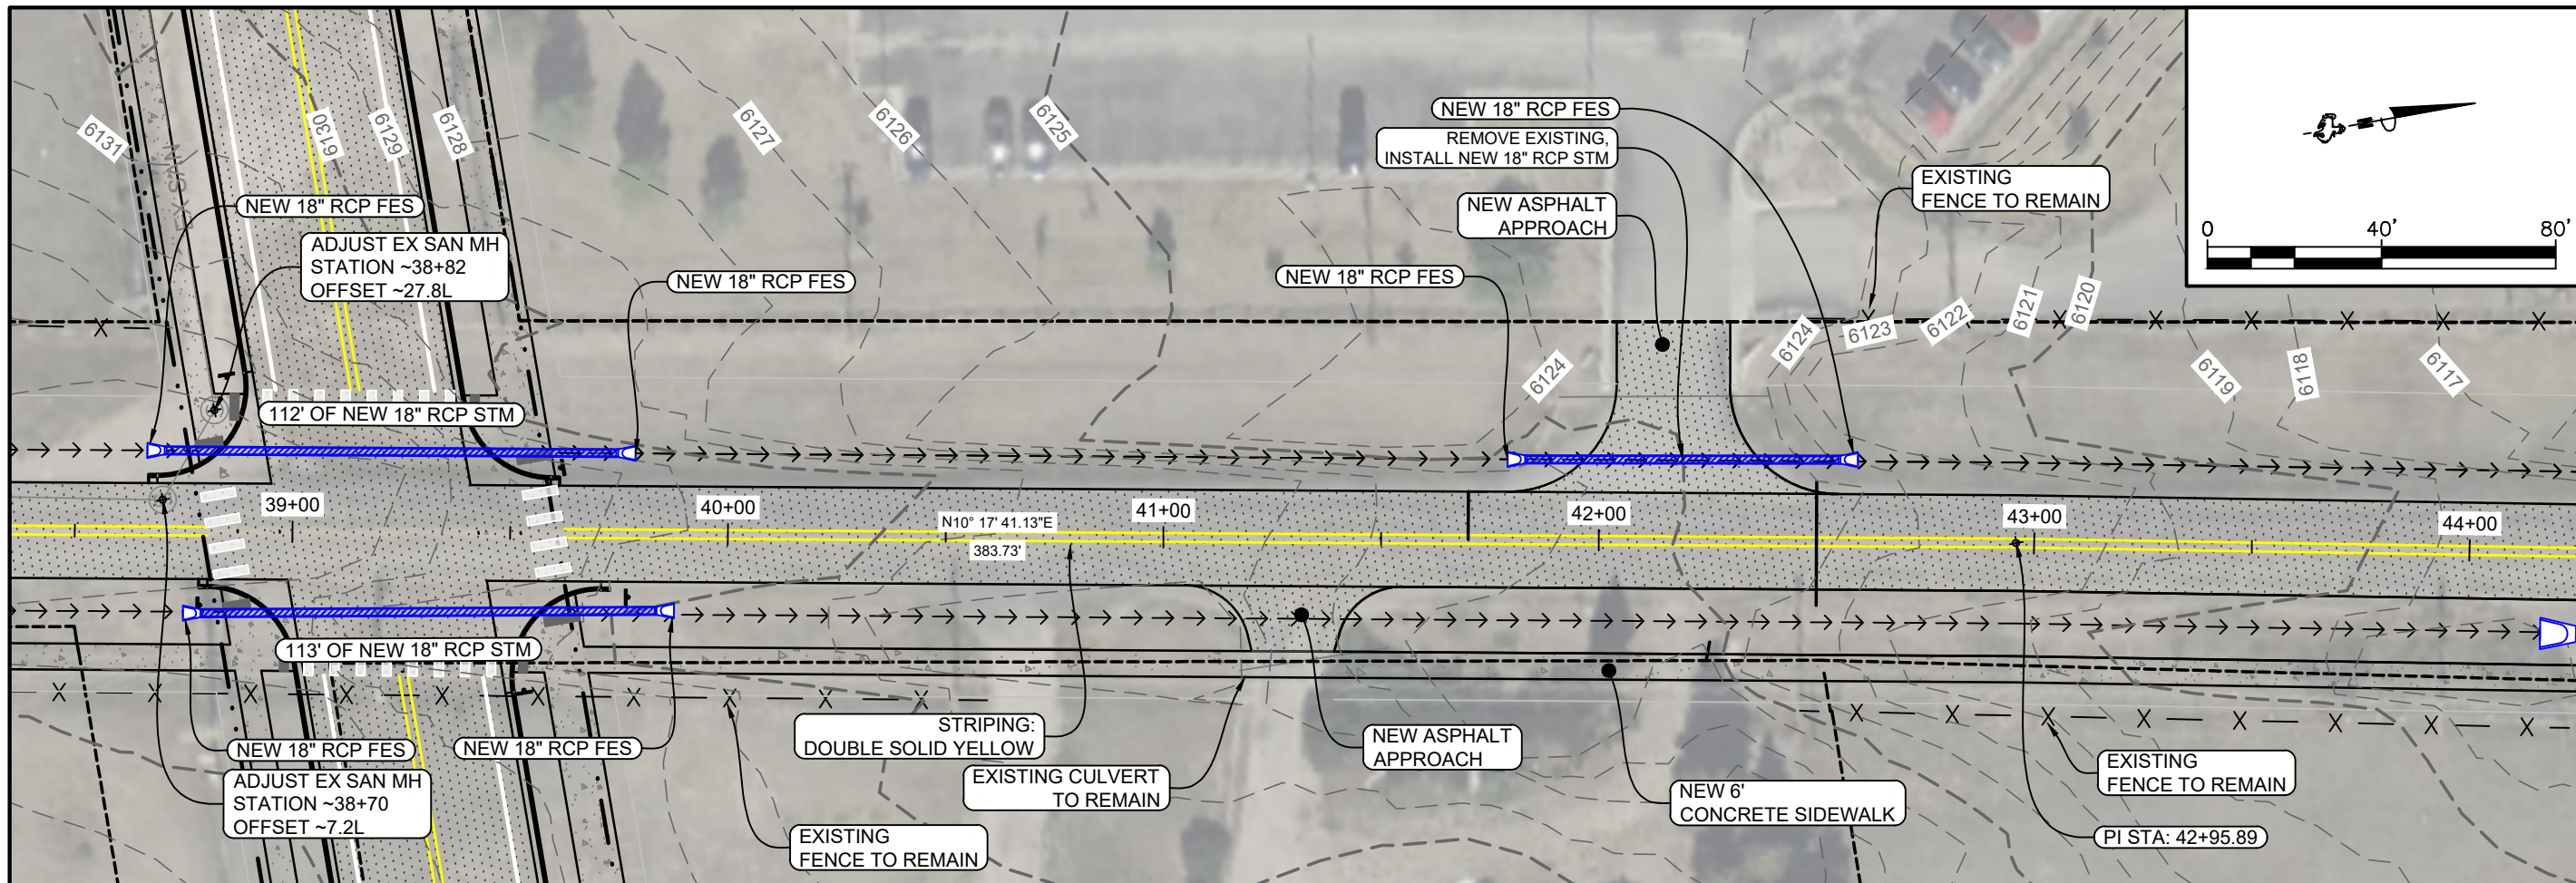 6131
6130
6129
6128
6127
6126
6125
NEW 18" RCP FES
ADJUST EX SAN MH
STATION ~38+82
OFFSET ~27.8L
NEW 18" RCP FES
NEW 18" RCP FES
NEW 18" RCP FES
REMOVE EXISTING,
INSTALL NEW 18" RCP STM
NEW ASPHALT
APPROACH
EXISTING
FENCE TO REMAIN
0 40' 80'
6124
6124
6123
6122
6121
6120
6119
6118
6117
112' OF NEW 18" RCP STM
39+00
40+00
N10° 17' 41.13"E
383.73'
41+00
42+00
43+00
44+00
113' OF NEW 18" RCP STM
NEW 18" RCP FES
NEW 18" RCP FES
ADJUST EX SAN MH
STATION ~38+70
OFFSET ~7.2L
STRIPING:
DOUBLE SOLID YELLOW
EXISTING CULVERT
TO REMAIN
EXISTING
FENCE TO REMAIN
NEW ASPHALT
APPROACH
NEW 6'
CONCRETE SIDEWALK
EXISTING
FENCE TO REMAIN
PI STA: 42+95.89